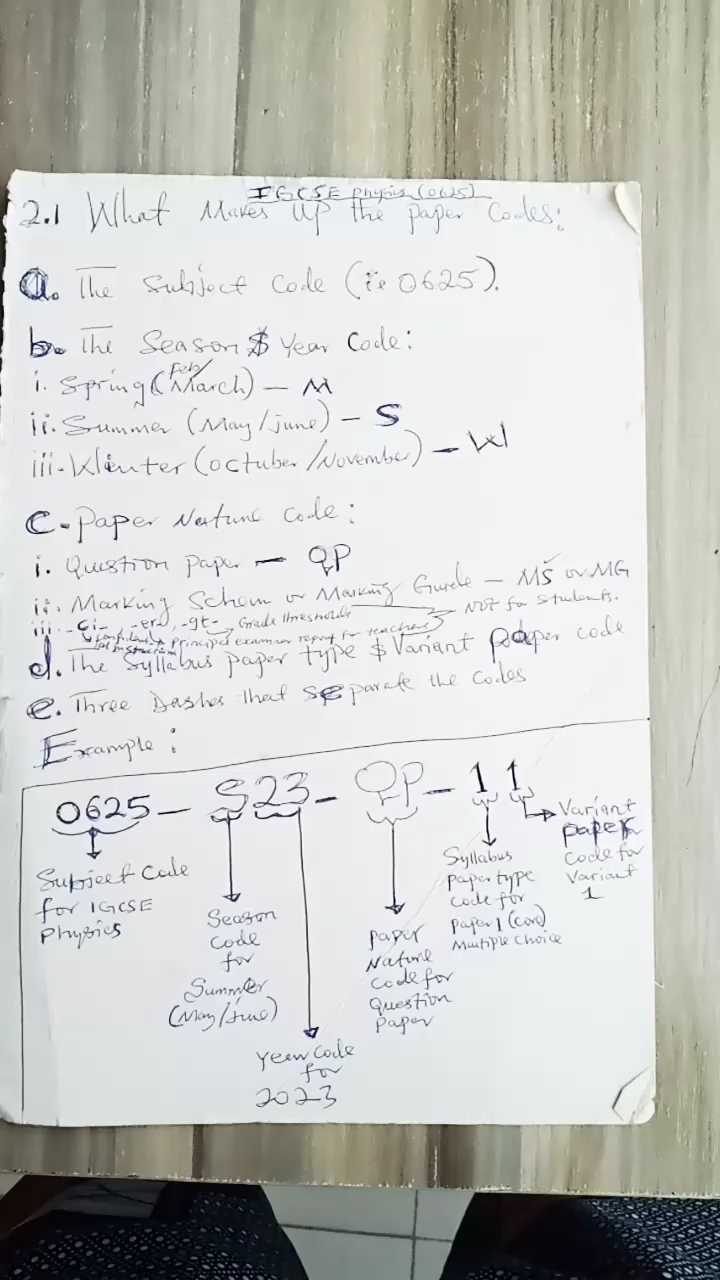 IGCSE Physics (0625)
2.1 What Makes up the paper codes:
a. The Subject Code (ie 0625).
b. The Season & Year Code:
i. Spring (Feb/March) – M
ii. Summer (May/june) – S
iii. Winter (october/November) – W
c. Paper Nature Code:
i. Question paper – QP
ii. Marking Schem or Marking Guide – MS or MG
iii. -ci-, -er-, -gt- Grade thresholds NOT for Students.
principal examiner report for teachers
d. The Syllabus paper type & Variant paper code
e. Three Dashes that separate the codes
Example:
0625 – S23 – QP – 11
Subject Code
for IGCSE
Physics
Season
Code
for
Summer
(May/june)
Year Code
for
2023
Paper
Nature
Code for
Question
Paper
Syllabus
Paper type
Code for
Paper 1 (core)
Multiple choice
Variant
paper
Code for
Variant
1